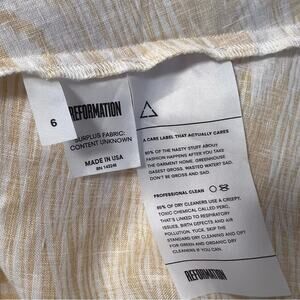 6
REFORMATION
SURPLUS FABRIC:
CONTENT UNKNOWN
MADE IN USA
RN 142246
A CARE LABEL THAT ACTUALLY CARES
60% OF THE NASTY STUFF ABOUT
FASHION HAPPENS AFTER YOU TAKE
THE GARMENT HOME. GREENHOUSE
GASES? GROSS. WASTED WATER? SAD.
DON'T BE GROSS AND SAD.
PROFESSIONAL CLEAN
85% OF DRY CLEANERS USE A CREEPY,
TOXIC CHEMICAL CALLED PERC,
THAT'S LINKED TO RESPIRATORY
ISSUES, BIRTH DEFECTS AND AIR
POLLUTION. YUCK. SKIP THE
STANDARD DRY CLEANING AND OPT
FOR GREEN AND ORGANIC DRY
CLEANERS IF YOU CAN.
REFORMATION